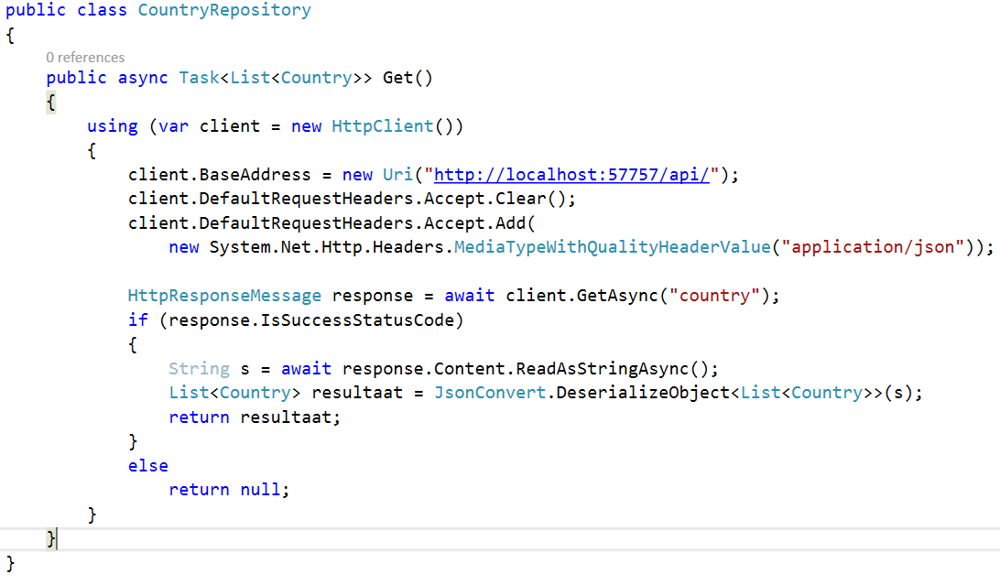 public class CountryRepository
{
0 references
public async Task<List<Country>> Get()
{
using (var client = new HttpClient())
{
client.BaseAddress = new Uri("http://localhost:57757/api/");
client.DefaultRequestHeaders.Accept.Clear();
client.DefaultRequestHeaders.Accept.Add(
new System.Net.Http.Headers.MediaTypeWithQualityHeaderValue("application/json"));
HttpResponseMessage response = await client.GetAsync("country");
if (response.IsSuccessStatusCode)
{
String s = await response.Content.ReadAsStringAsync();
List<Country> resultaat = JsonConvert.DeserializeObject<List<Country>>(s);
return resultaat;
}
else
return null;
}
}
}